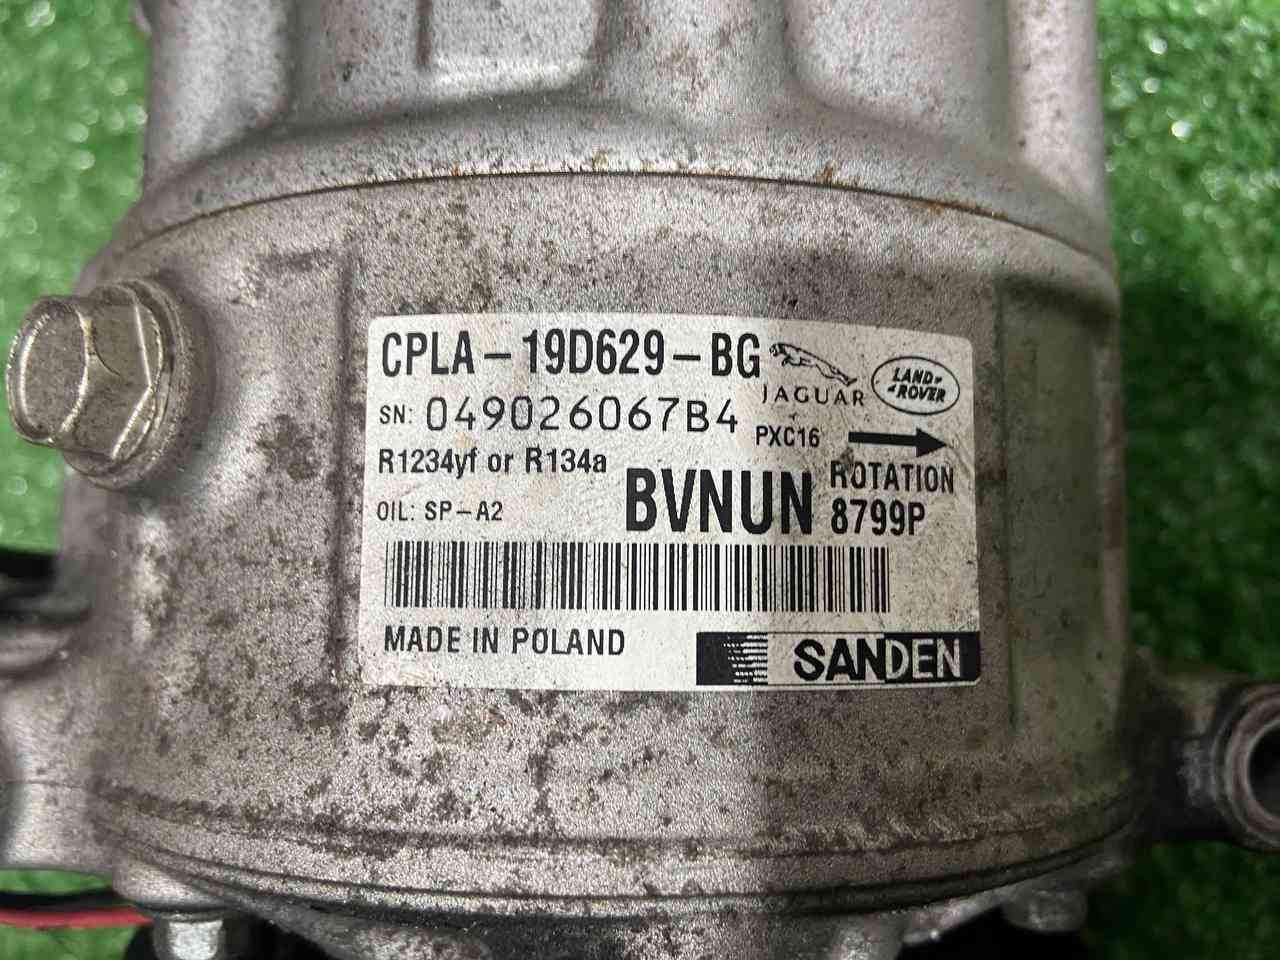 CPLA-19D629-BG
JAGUAR
LAND-
-ROVER
SN: 049026067B4
PXC16
R1234yf or R134a
ROTATION
OIL: SP-A2
BVNUN
8799P
MADE IN POLAND
SANDEN